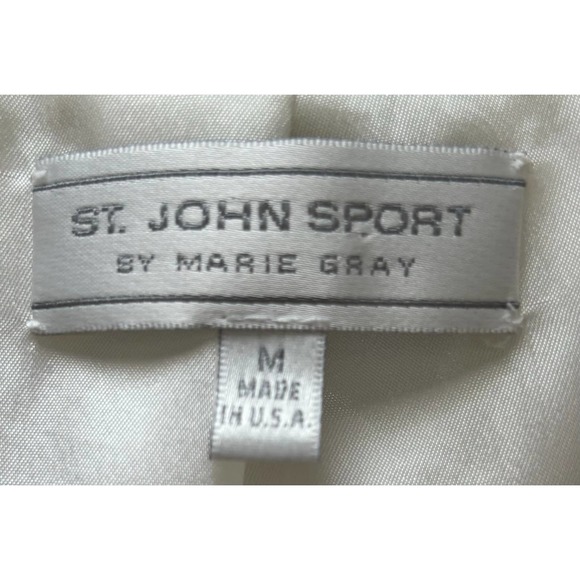 ST. JOHN SPORT
BY MARIE GRAY
M
MADE
IN U.S.A.